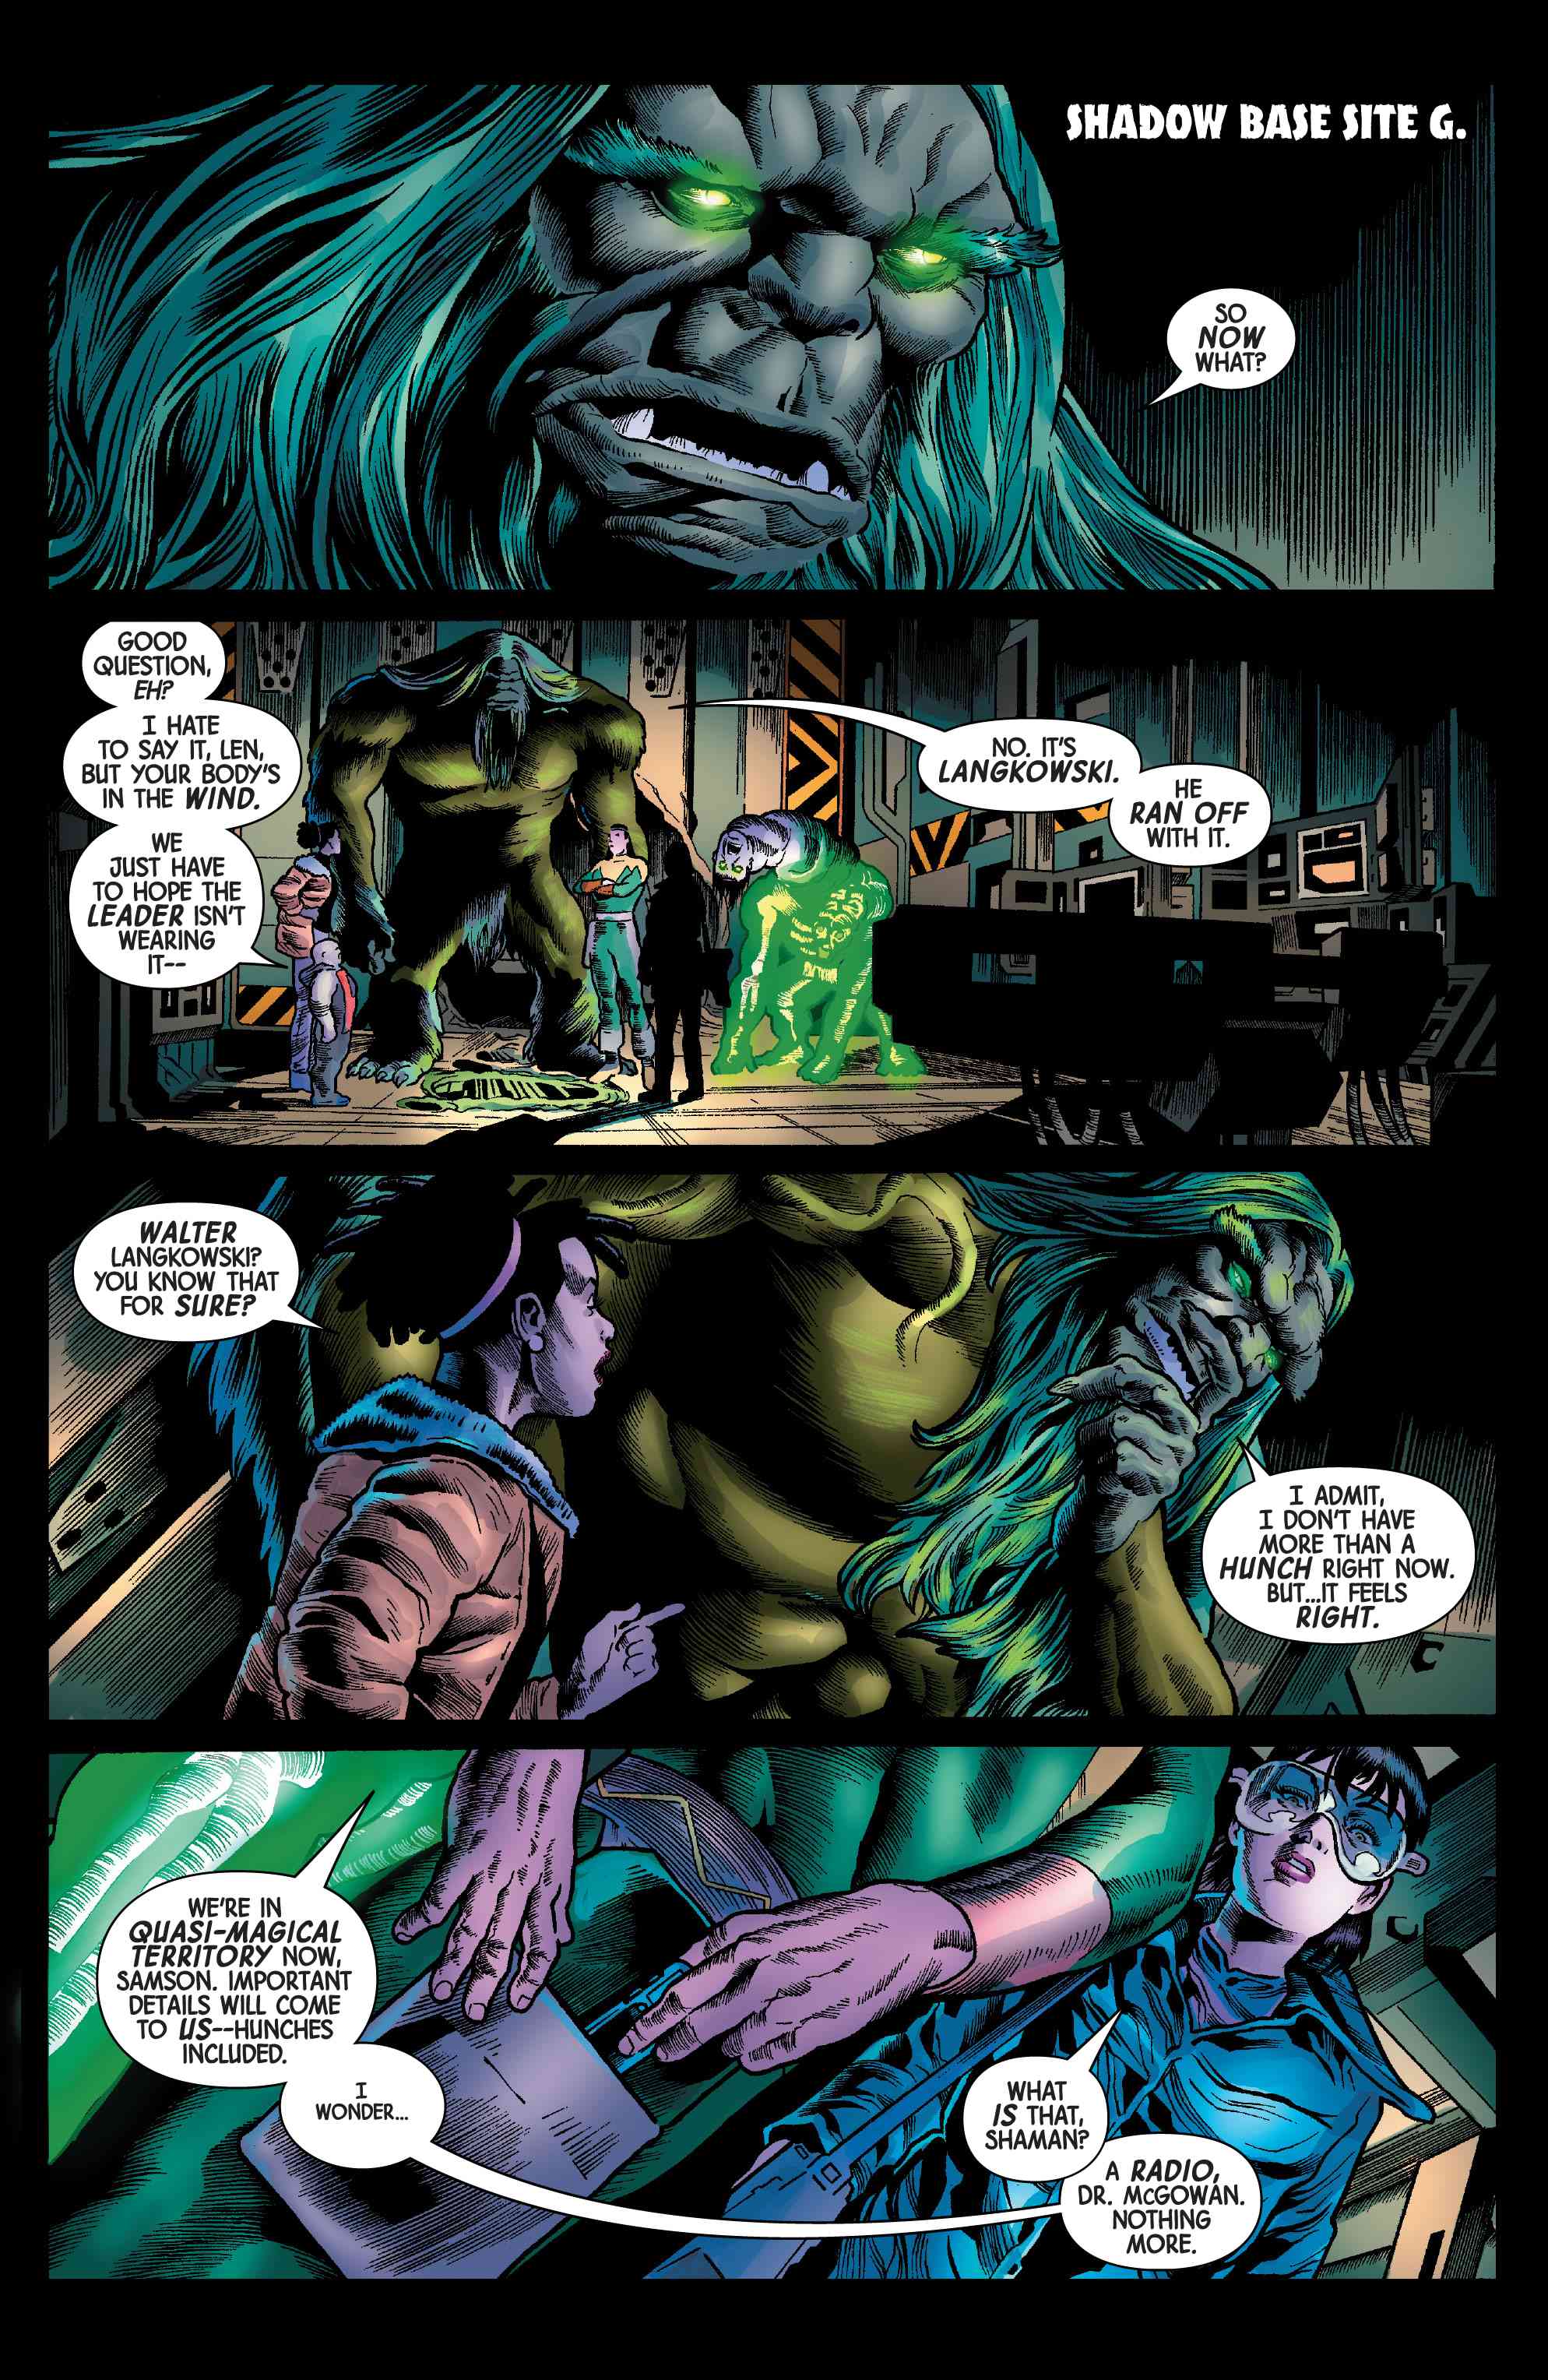 SHADOW BASE SITE G.
SO
NOW
WHAT?
GOOD
QUESTION,
EH?
I HATE
TO SAY IT, LEN,
BUT YOUR BODY'S
IN THE WIND.
WE
JUST HAVE
TO HOPE THE
LEADER ISN'T
WEARING
IT--
NO. IT'S
LANGKOWSKI.
HE
RAN OFF
WITH IT.
WALTER
LANGKOWSKI?
YOU KNOW THAT
FOR SURE?
I ADMIT,
I DON'T HAVE
MORE THAN A
HUNCH RIGHT NOW.
BUT...IT FEELS
RIGHT.
WE'RE IN
QUASI-MAGICAL
TERRITORY NOW,
SAMSON. IMPORTANT
DETAILS WILL COME
TO US--HUNCHES
INCLUDED.
I
WONDER...
WHAT
IS THAT,
SHAMAN?
A RADIO,
DR. McGOWAN.
NOTHING
MORE.